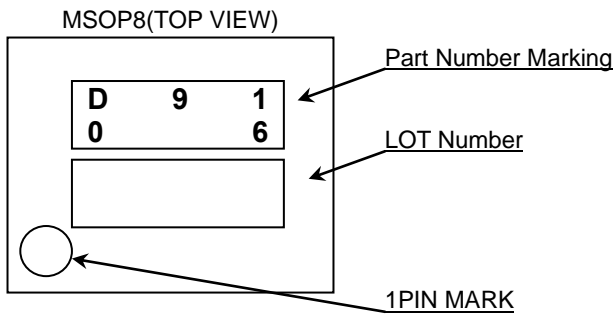 MSOP8(TOP VIEW)
Part Number Marking
D 9 1
0 6
LOT Number
1PIN MARK